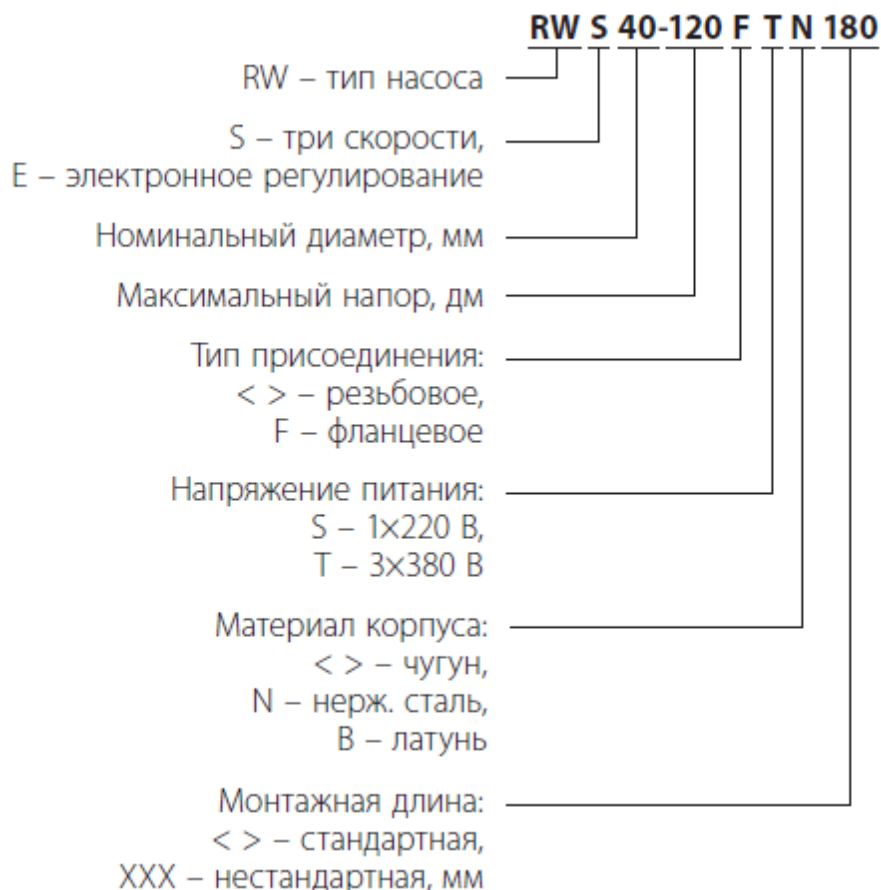 RW S 40-120 F T N 180
RW – тип насоса
S – три скорости,
E – электронное регулирование
Номинальный диаметр, мм
Максимальный напор, дм
Тип присоединения:
< > – резьбовое,
F – фланцевое
Напряжение питания:
S – 1×220 В,
T – 3×380 В
Материал корпуса:
< > – чугун,
N – нерж. сталь,
B – латунь
Монтажная длина:
< > – стандартная,
XXX – нестандартная, мм